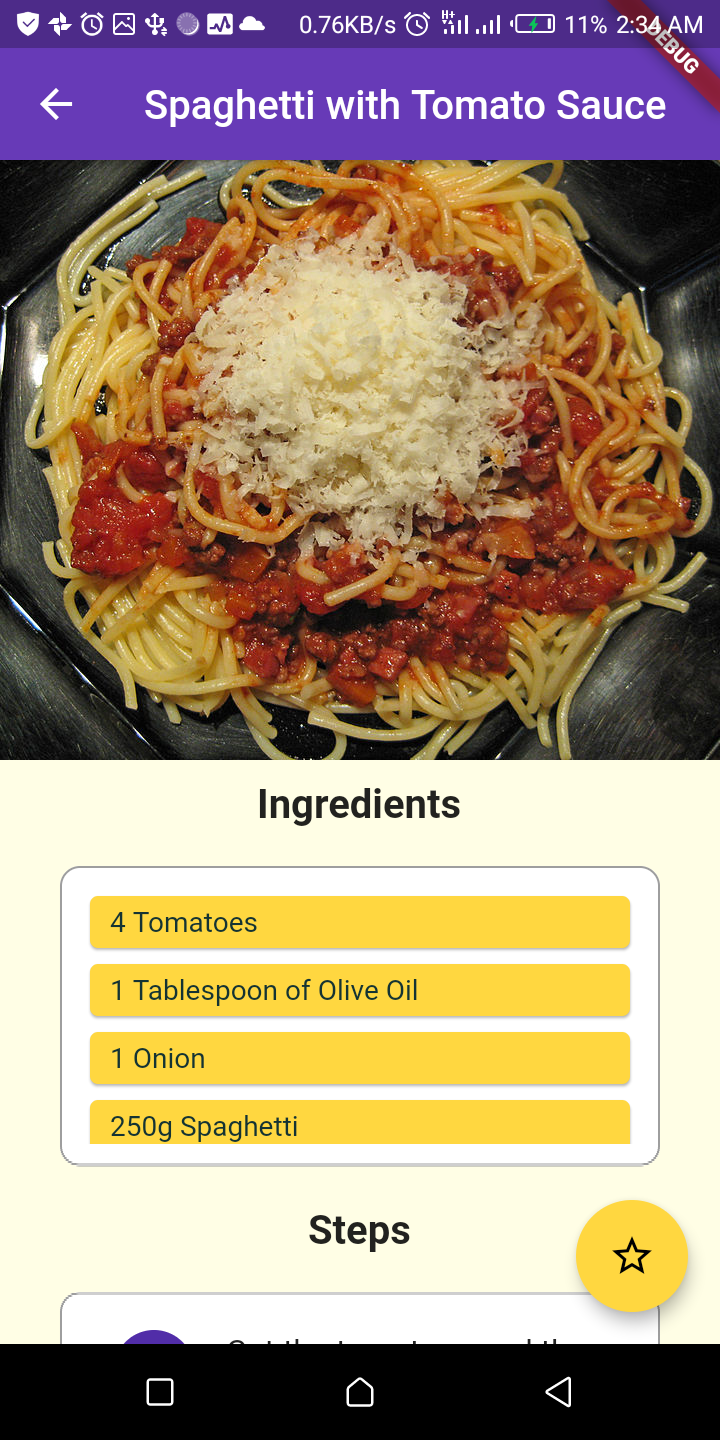 0.76KB/s H+ 11% 2:34 AM
DEBUG
Spaghetti with Tomato Sauce
Ingredients
4 Tomatoes
1 Tablespoon of Olive Oil
1 Onion
250g Spaghetti
Steps